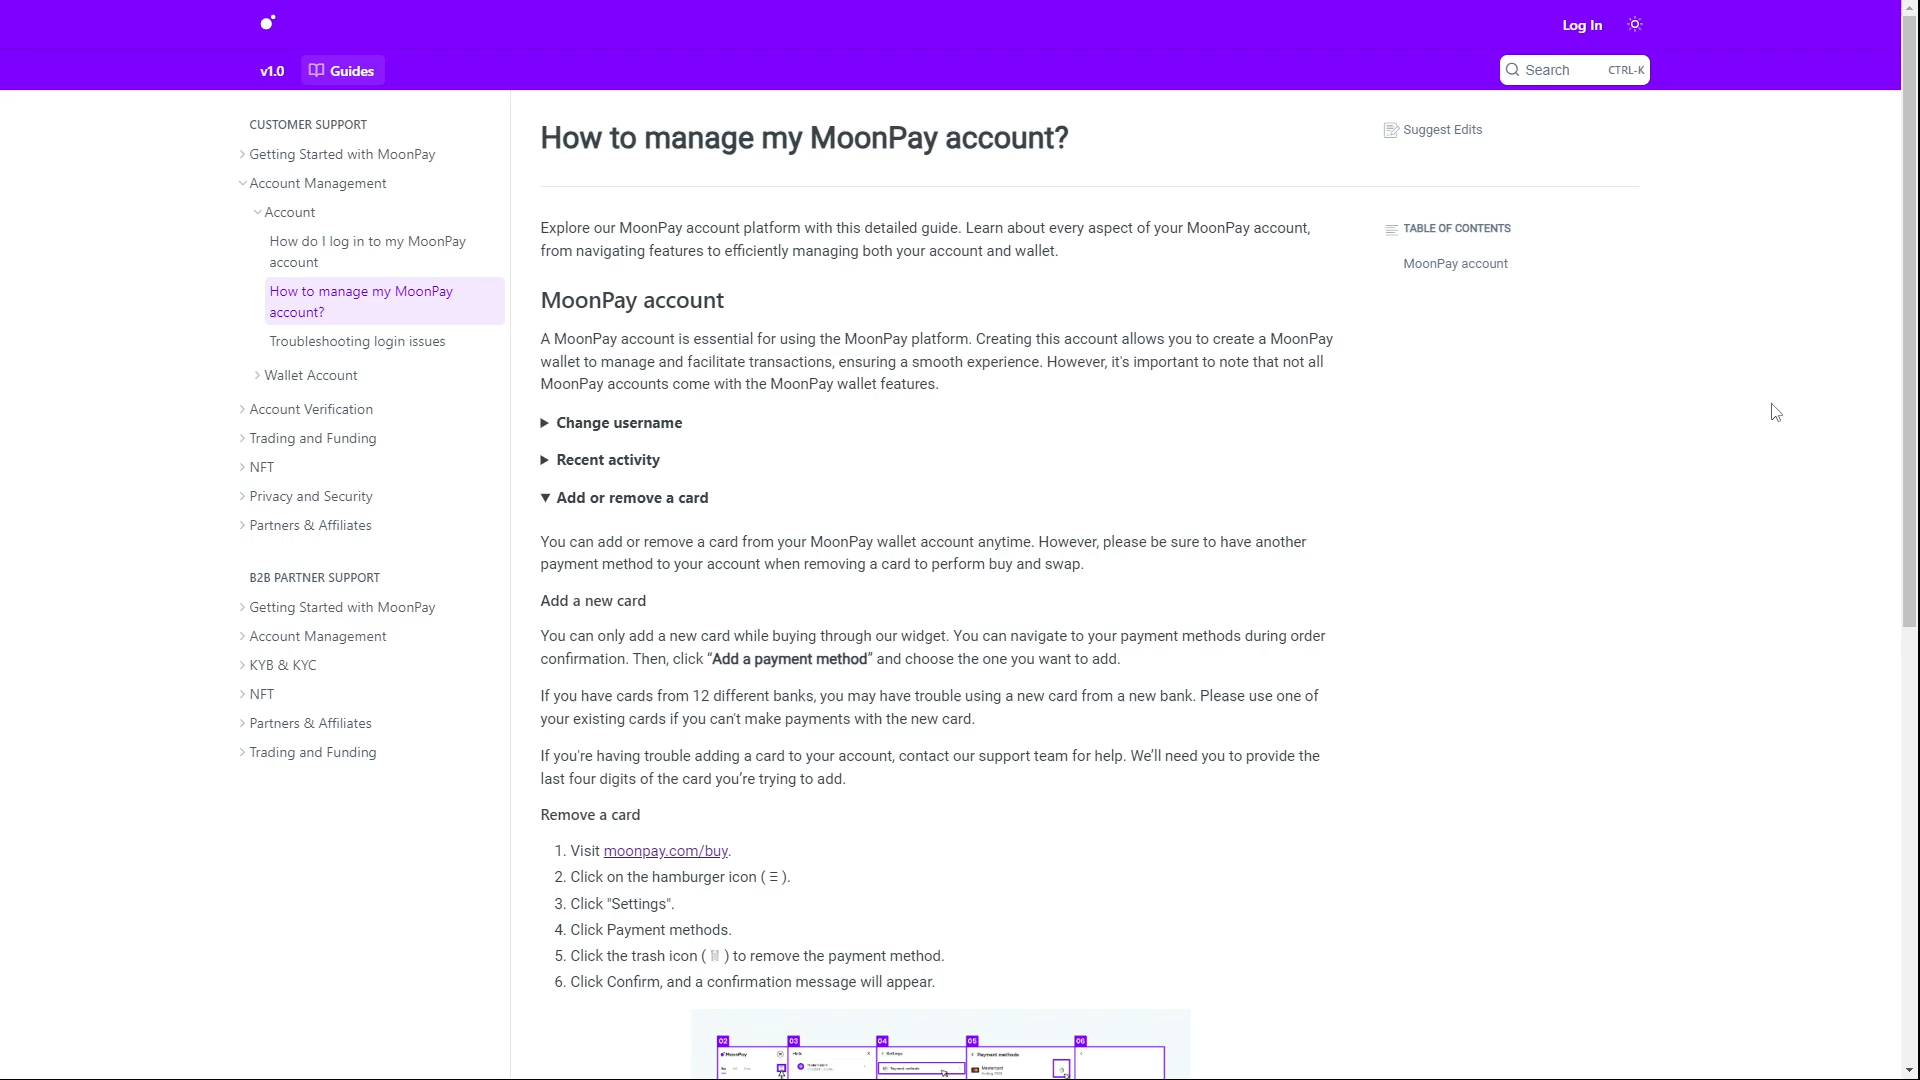 Log In
v1.0
Guides
Search
CTRL-K
CUSTOMER SUPPORT
Getting Started with MoonPay
Account Management
Account
How do I log in to my MoonPay
account
How to manage my MoonPay
account?
Troubleshooting login issues
Wallet Account
Account Verification
Trading and Funding
NFT
Privacy and Security
Partners & Affiliates
B2B PARTNER SUPPORT
Getting Started with MoonPay
Account Management
KYB & KYC
NFT
Partners & Affiliates
Trading and Funding
How to manage my MoonPay account?
Suggest Edits
Explore our MoonPay account platform with this detailed guide. Learn about every aspect of your MoonPay account,
from navigating features to efficiently managing both your account and wallet.
TABLE OF CONTENTS
MoonPay account
MoonPay account
A MoonPay account is essential for using the MoonPay platform. Creating this account allows you to create a MoonPay
wallet to manage and facilitate transactions, ensuring a smooth experience. However, it's important to note that not all
MoonPay accounts come with the MoonPay wallet features.
Change username
Recent activity
Add or remove a card
You can add or remove a card from your MoonPay wallet account anytime. However, please be sure to have another
payment method to your account when removing a card to perform buy and swap.
Add a new card
You can only add a new card while buying through our widget. You can navigate to your payment methods during order
confirmation. Then, click “Add a payment method” and choose the one you want to add.
If you have cards from 12 different banks, you may have trouble using a new card from a new bank. Please use one of
your existing cards if you can't make payments with the new card.
If you're having trouble adding a card to your account, contact our support team for help. We’ll need you to provide the
last four digits of the card you’re trying to add.
Remove a card
1. Visit moonpay.com/buy.
2. Click on the hamburger icon ( Ξ ).
3. Click "Settings".
4. Click Payment methods.
5. Click the trash icon ( ) to remove the payment method.
6. Click Confirm, and a confirmation message will appear.
02 03 04 05 06
MoonPay
Hello
Settings
Payment methods
Payment methods
Mastercard